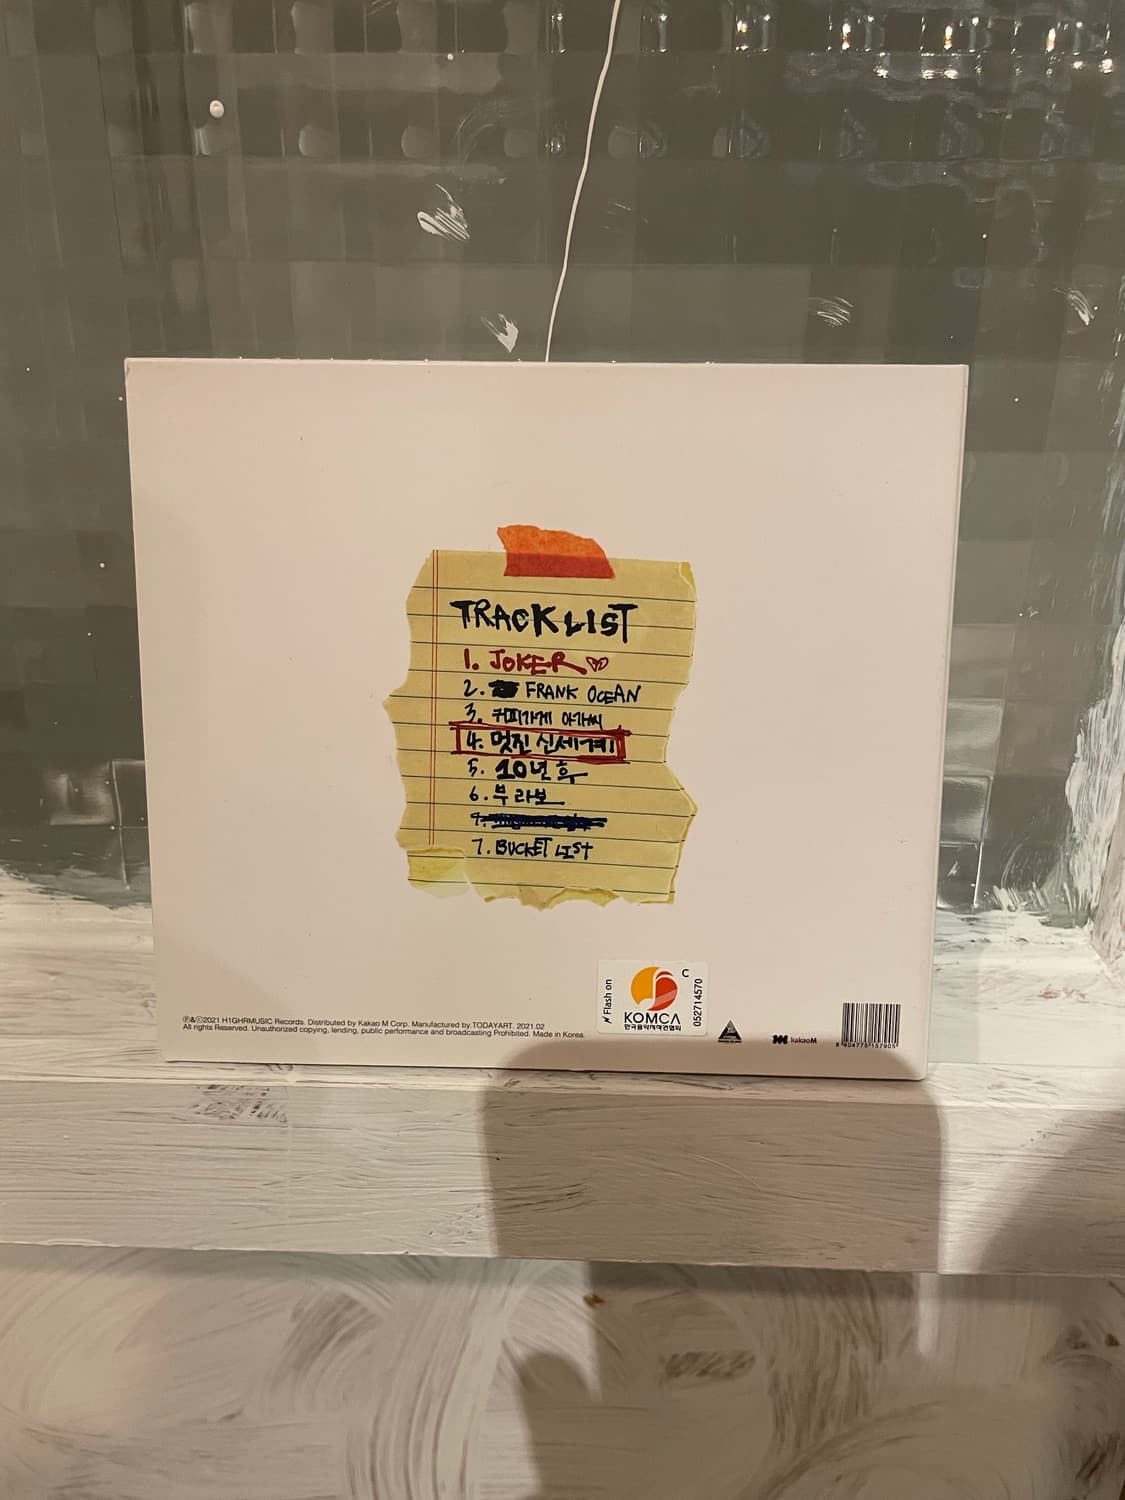 TRACKLIST
1. JOKER
2. FRANK OCEAN
3.커피가게 아가씨
4. 멋진 신세계
5. 10년 후
6. 부라보
7. BUCKET LIST
Flash on
C
KOMCA
한국음악저작권협회
052714570
℗&©2021 H1GHRMUSIC Records. Distributed by Kakao M Corp. Manufactured by TODAYART. 2021.02
All rights Reserved. Unauthorized copying, lending, public performance and broadcasting Prohibited. Made in Korea.
kakaoM
8 804775 157905